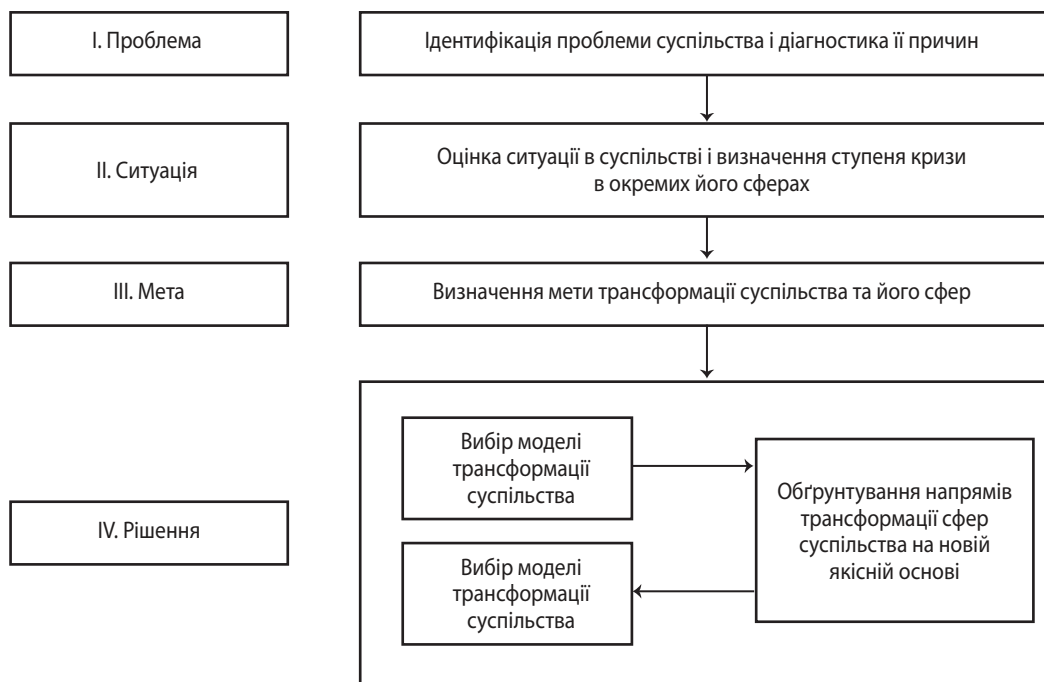 I. Проблема
Ідентифікація проблеми суспільства і діагностика її причин
II. Ситуація
Оцінка ситуації в суспільстві і визначення ступеня кризи
в окремих його сферах
III. Мета
Визначення мети трансформації суспільства та його сфер
IV. Рішення
Вибір моделі
трансформації
суспільства
Вибір моделі
трансформації
суспільства
Обґрунтування напрямів
трансформації сфер
суспільства на новій
якісній основі